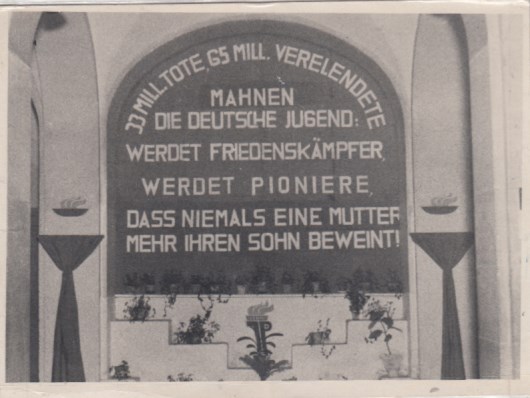 33 MILL. TOTE, 65 MILL. VERELENDETE
MAHNEN
DIE DEUTSCHE JUGEND:
WERDET FRIEDENSKÄMPFER,
WERDET PIONIERE,
DASS NIEMALS EINE MUTTER
MEHR IHREN SOHN BEWEINT!